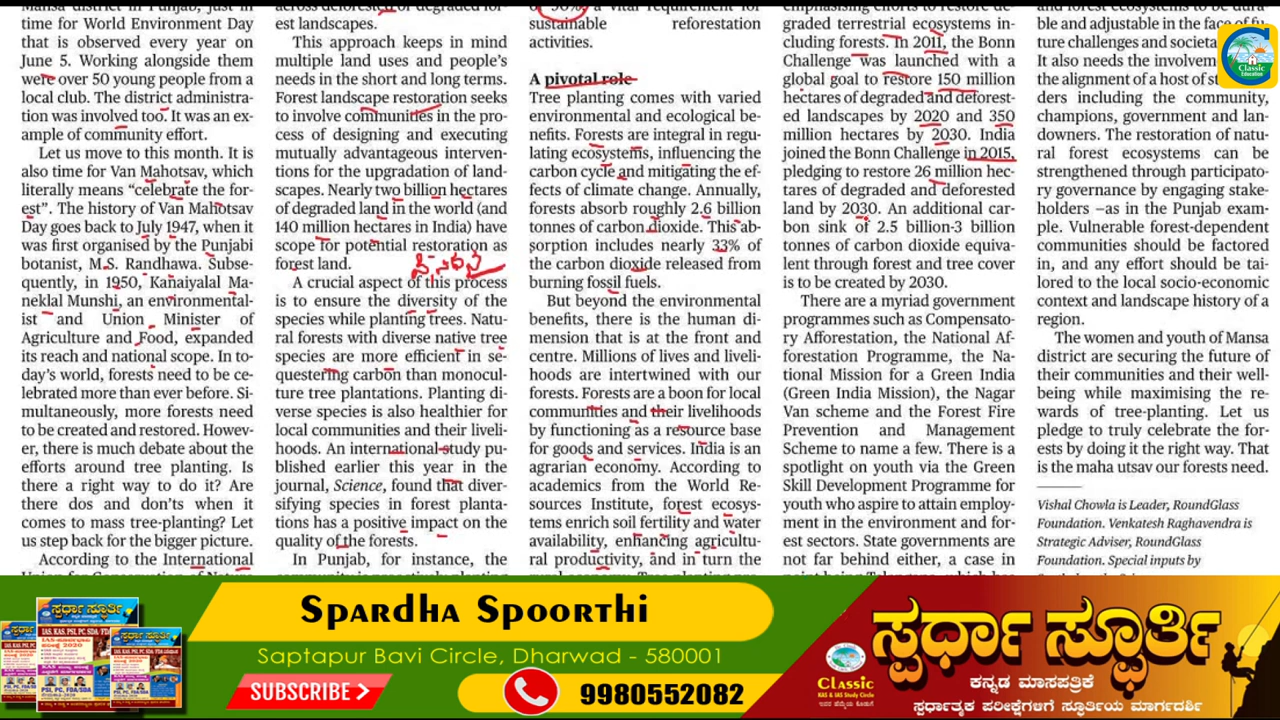 Mansa district in Punjab, just in
time for World Environment Day
that is observed every year on
June 5. Working alongside them
were over 50 young people from a
local club. The district administra-
tion was involved too. It was an ex-
ample of community effort.
Let us move to this month. It is
also time for Van Mahotsav, which
literally means “celebrate the for-
est”. The history of Van Mahotsav
Day goes back to July 1947, when it
was first organised by the Punjabi
botanist, M.S. Randhawa. Subse-
quently, in 1950, Kanaiyalal Ma-
neklal Munshi, an environmental-
ist and Union Minister of
Agriculture and Food, expanded
its reach and national scope. In to-
day’s world, forests need to be ce-
lebrated more than ever before. Si-
multaneously, more forests need
to be created and restored. Howev-
er, there is much debate about the
efforts around tree planting. Is
there a right way to do it? Are
there dos and don’ts when it
comes to mass tree-planting? Let
us step back for the bigger picture.
According to the International
Union for Conservation of Nature
across deforested or degraded for-
est landscapes.
This approach keeps in mind
multiple land uses and people’s
needs in the short and long terms.
Forest landscape restoration seeks
to involve communities in the pro-
cess of designing and executing
mutually advantageous interven-
tions for the upgradation of land-
scapes. Nearly two billion hectares
of degraded land in the world (and
140 million hectares in India) have
scope for potential restoration as
forest land.
A crucial aspect of this process
is to ensure the diversity of the
species while planting trees. Natu-
ral forests with diverse native tree
species are more efficient in se-
questering carbon than monocul-
ture tree plantations. Planting di-
verse species is also healthier for
local communities and their liveli-
hoods. An international study pu-
blished earlier this year in the
journal, Science, found that diver-
sifying species in forest planta-
tions has a positive impact on the
quality of the forests.
In Punjab, for instance, the
90%, a vital requirement for
sustainable reforestation
activities.
A pivotal role
Tree planting comes with varied
environmental and ecological be-
nefits. Forests are integral in regu-
lating ecosystems, influencing the
carbon cycle and mitigating the ef-
fects of climate change. Annually,
forests absorb roughly 2.6 billion
tonnes of carbon dioxide. This ab-
sorption includes nearly 33% of
the carbon dioxide released from
burning fossil fuels.
But beyond the environmental
benefits, there is the human di-
mension that is at the front and
centre. Millions of lives and liveli-
hoods are intertwined with our
forests. Forests are a boon for local
communities and their livelihoods
by functioning as a resource base
for goods and services. India is an
agrarian economy. According to
academics from the World Re-
sources Institute, forest ecosys-
tems enrich soil fertility and water
availability, enhancing agricultu-
ral productivity, and in turn the
emphasising efforts to restore de-
graded terrestrial ecosystems in-
cluding forests. In 2011, the Bonn
Challenge was launched with a
global goal to restore 150 million
hectares of degraded and deforest-
ed landscapes by 2020 and 350
million hectares by 2030. India
joined the Bonn Challenge in 2015,
pledging to restore 26 million hec-
tares of degraded and deforested
land by 2030. An additional car-
bon sink of 2.5 billion-3 billion
tonnes of carbon dioxide equiva-
lent through forest and tree cover
is to be created by 2030.
There are a myriad government
programmes such as Compensato-
ry Afforestation, the National Af-
forestation Programme, the Na-
tional Mission for a Green India
(Green India Mission), the Nagar
Van scheme and the Forest Fire
Prevention and Management
Scheme to name a few. There is a
spotlight on youth via the Green
Skill Development Programme for
youth who aspire to attain employ-
ment in the environment and for-
est sectors. State governments are
not far behind either, a case in
and forest ecosystems to be dura-
ble and adjustable in the face of fu-
ture challenges and societa
It also needs the involvem
the alignment of a host of st
ders including the community,
champions, government and lan-
downers. The restoration of natu-
ral forest ecosystems can be
strengthened through participato-
ry governance by engaging stake-
holders –as in the Punjab exam-
ple. Vulnerable forest-dependent
communities should be factored
in, and any effort should be tai-
lored to the local socio-economic
context and landscape history of a
region.
The women and youth of Mansa
district are securing the future of
their communities and their well-
being while maximising the re-
wards of tree-planting. Let us
pledge to truly celebrate the for-
ests by doing it the right way. That
is the maha utsav our forests need.
Vishal Chowla is Leader, RoundGlass
Foundation. Venkatesh Raghavendra is
Strategic Adviser, RoundGlass
Foundation. Special inputs by
Classic
Education
ಸ್ಪರ್ಧಾ ಸ್ಫೂರ್ತಿ
Spardha Spoorthi
Saptapur Bavi Circle, Dharwad - 580001
SUBSCRIBE
9980552082
Classic
KAS & IAS Study Circle
ಸ್ಪರ್ಧಾ ಸ್ಫೂರ್ತಿ
ಕನ್ನಡ ಮಾಸಪತ್ರಿಕೆ
ಸ್ಪರ್ಧಾತ್ಮಕ ಪರೀಕ್ಷೆಗಳಿಗೆ ಸ್ಫೂರ್ತಿಯ ಮಾರ್ಗದರ್ಶಿ